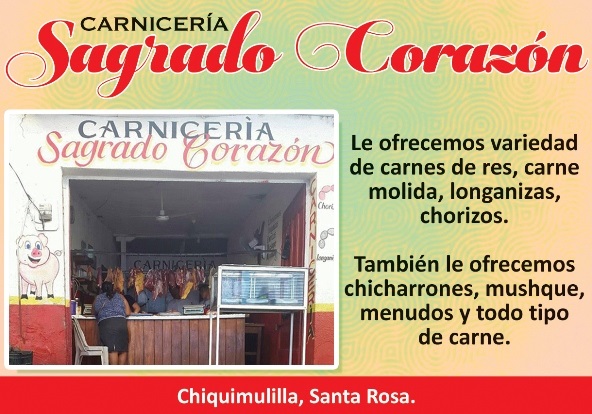 CARNICERÍA
Sagrado Corazón
CARNICERÌA
Sagrado Corazón
CARNICERÍA
Le ofrecemos variedad
de carnes de res, carne
molida, longanizas,
chorizos.
También le ofrecemos
chicharrones, mushque,
menudos y todo tipo
de carne.
Chiquimulilla, Santa Rosa.